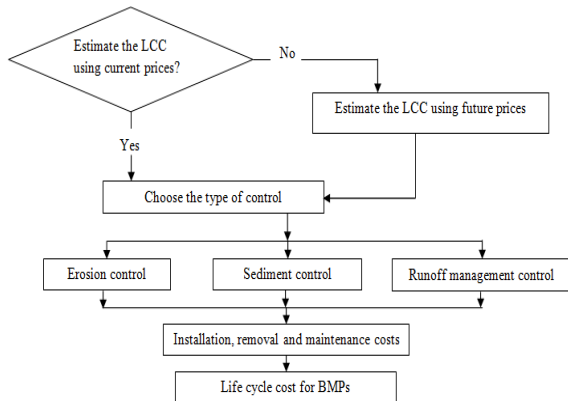 Estimate the LCC
using current prices?
No
Estimate the LCC using future prices
Yes
Choose the type of control
Erosion control
Sediment control
Runoff management control
Installation, removal and maintenance costs
Life cycle cost for BMPs